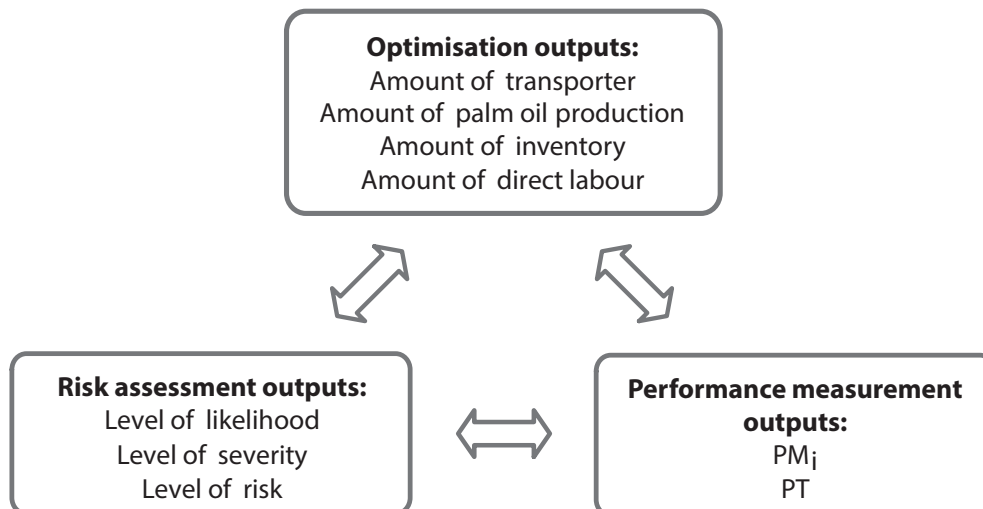 Optimisation outputs:
Amount of transporter
Amount of palm oil production
Amount of inventory
Amount of direct labour
Risk assessment outputs:
Level of likelihood
Level of severity
Level of risk
Performance measurement
outputs:
PMi
PT